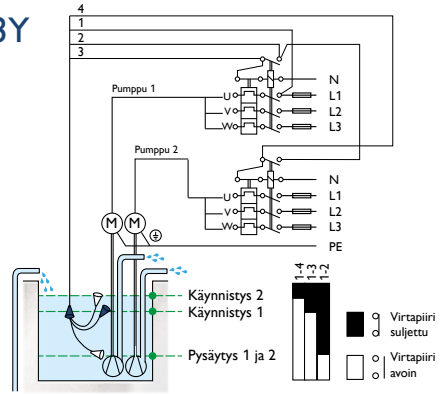 4
1
2
3
BY
Pumppu 1
N
U L1
V L2
W L3
Pumppu 2
N
U L1
V L2
W L3
M M
PE
1-4
1-3
1-4
Käynnistys 2
Käynnistys 1
Pysäytys 1 ja 2
Virtapiiri
suljettu
Virtapiiri
avoin